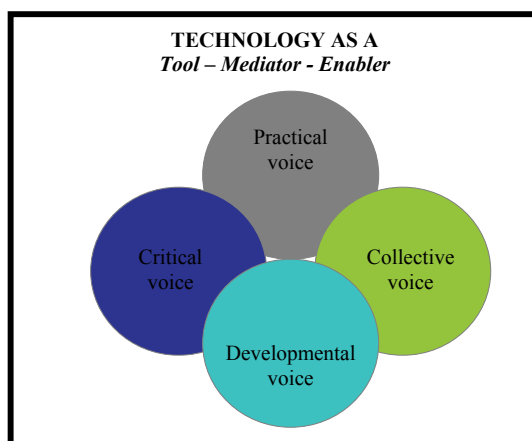 TECHNOLOGY AS A
Tool – Mediator - Enabler
Practical
voice
Critical
voice
Collective
voice
Developmental
voice